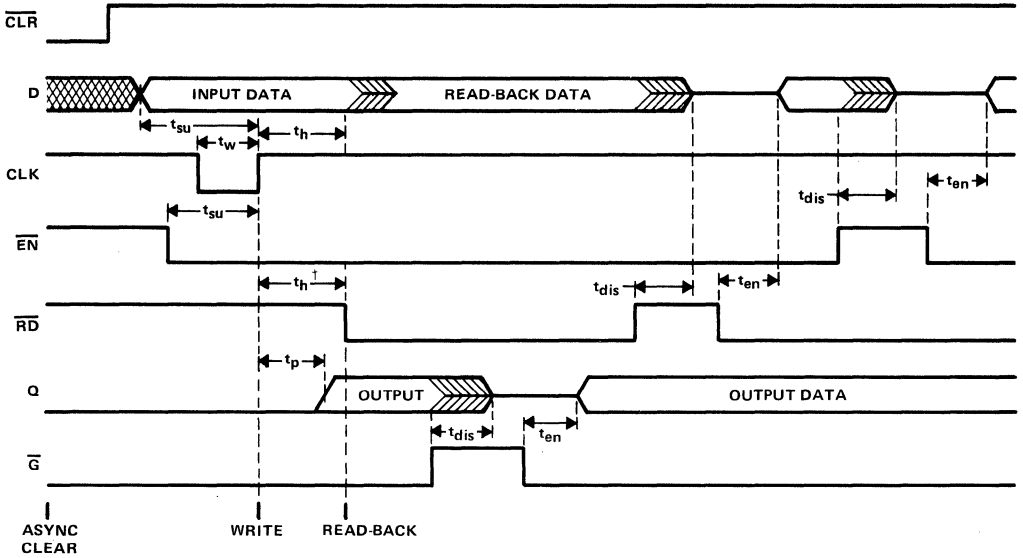 CLR
D
INPUT DATA
READ-BACK DATA
tsu
th
tw
CLK
tdis
ten
tsu
EN
th†
tdis
ten
RD
tp
Q
OUTPUT
OUTPUT DATA
tdis
ten
G
ASYNC
CLEAR
WRITE
READ-BACK